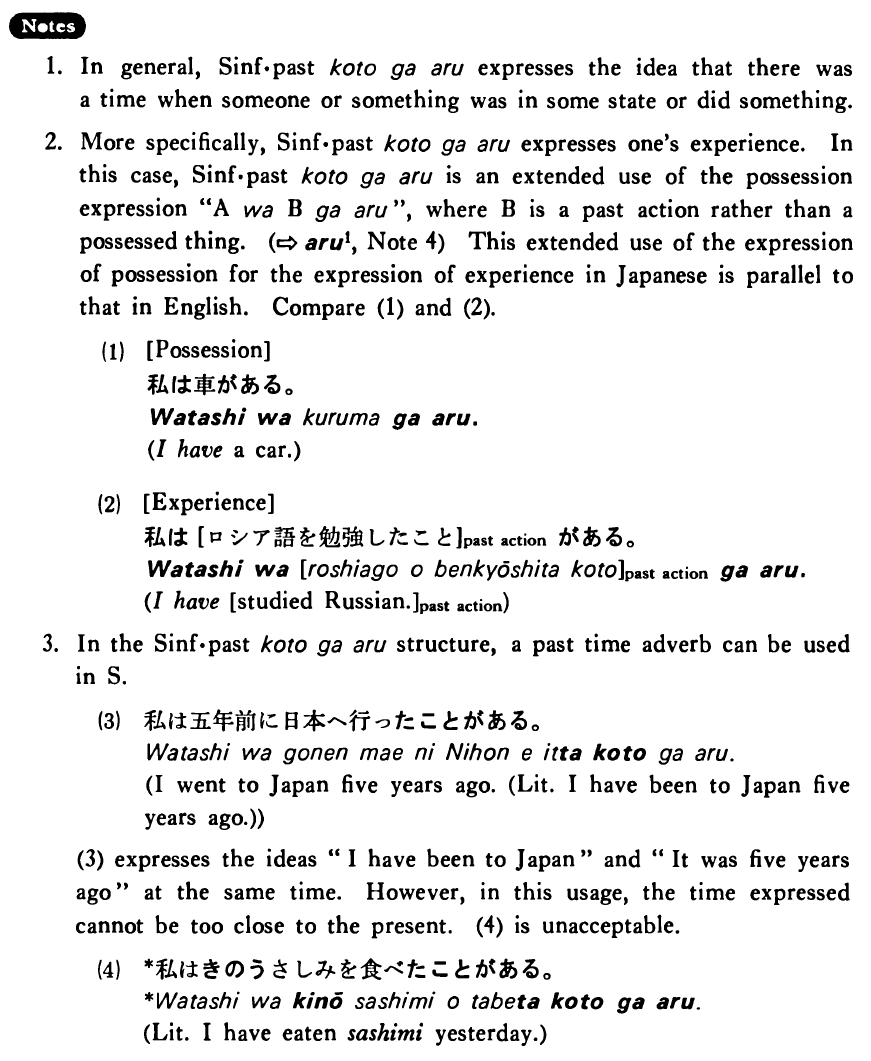 Notes
1. In general, Sinf·past koto ga aru expresses the idea that there was
a time when someone or something was in some state or did something.
2. More specifically, Sinf·past koto ga aru expresses one's experience. In
this case, Sinf·past koto ga aru is an extended use of the possession
expression “A wa B ga aru”, where B is a past action rather than a
possessed thing. (⇨ aru¹, Note 4) This extended use of the expression
of possession for the expression of experience in Japanese is parallel to
that in English. Compare (1) and (2).
(1) [Possession]
私は車がある。
Watashi wa kuruma ga aru.
(I have a car.)
(2) [Experience]
私は [ロシア語を勉強したこと]past action がある。
Watashi wa [roshiago o benkyōshita koto]past action ga aru.
(I have [studied Russian.]past action)
3. In the Sinf·past koto ga aru structure, a past time adverb can be used
in S.
(3) 私は五年前に日本へ行ったことがある。
Watashi wa gonen mae ni Nihon e itta koto ga aru.
(I went to Japan five years ago. (Lit. I have been to Japan five
years ago.))
(3) expresses the ideas “I have been to Japan” and “It was five years
ago” at the same time. However, in this usage, the time expressed
cannot be too close to the present. (4) is unacceptable.
(4) *私はきのうさしみを食べたことがある。
*Watashi wa kinō sashimi o tabeta koto ga aru.
(Lit. I have eaten sashimi yesterday.)